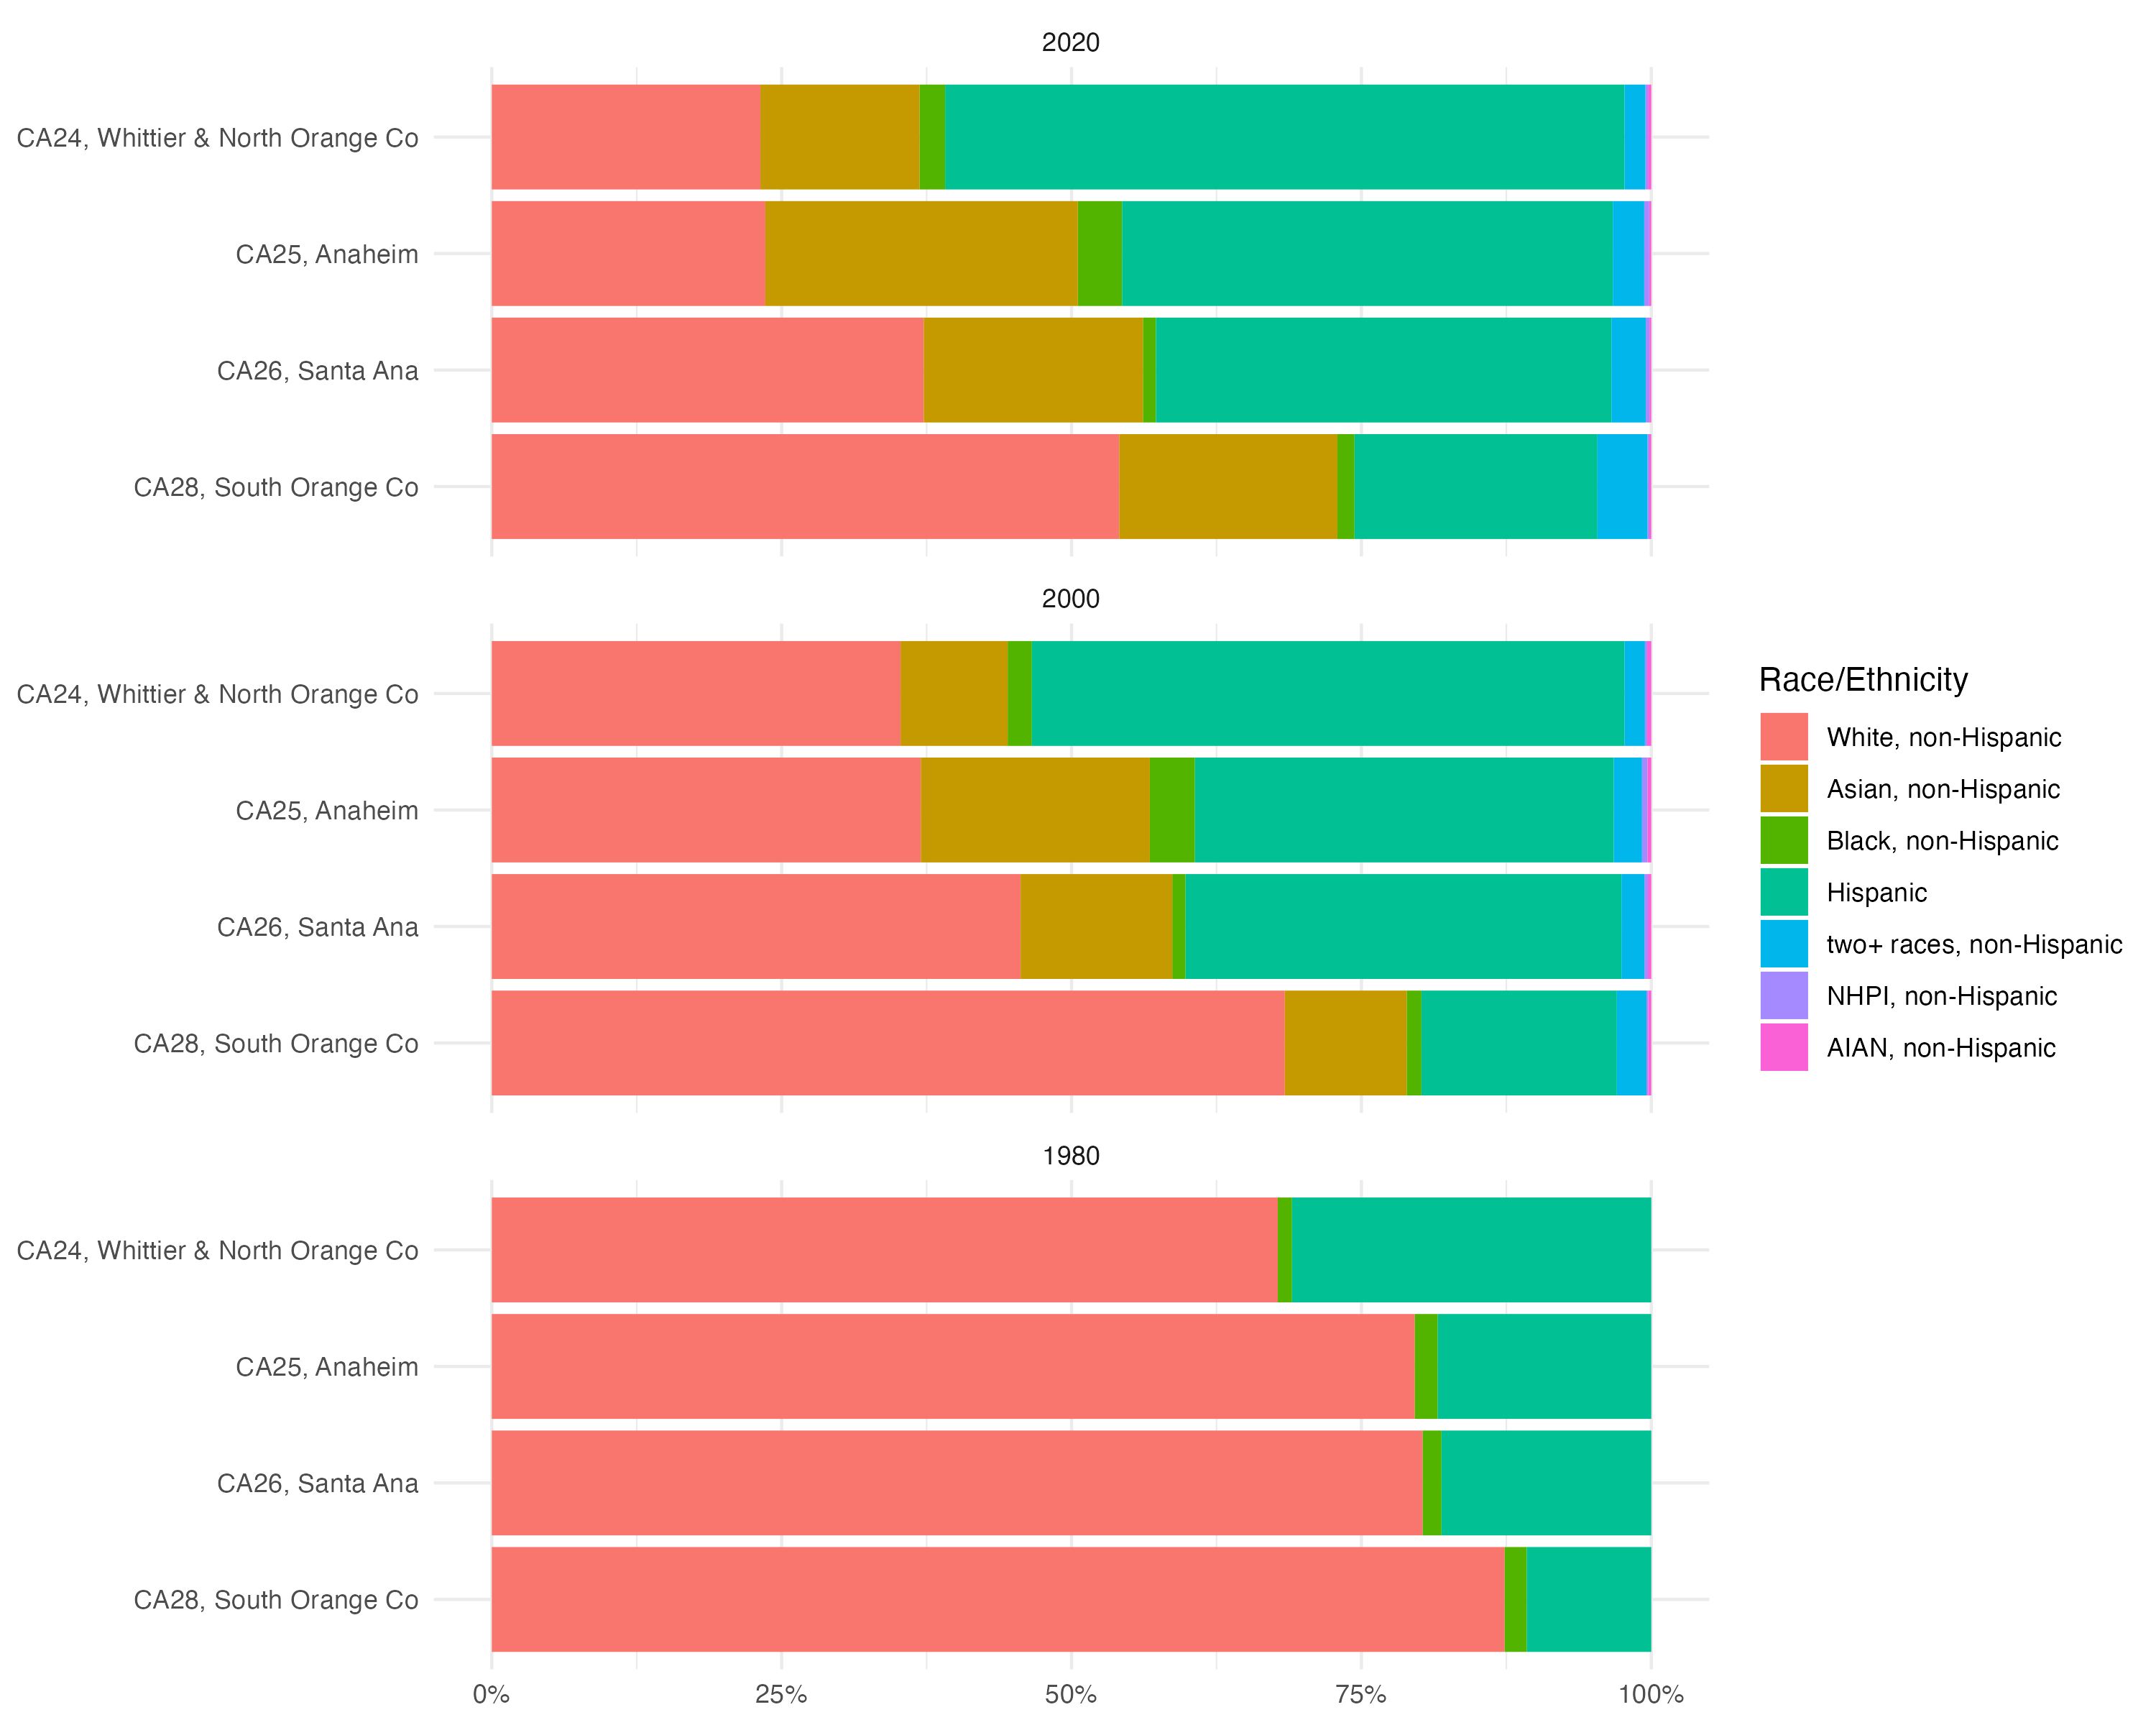 2020
CA24, Whittier & North Orange Co
CA25, Anaheim
CA26, Santa Ana
CA28, South Orange Co
2000
CA24, Whittier & North Orange Co
CA25, Anaheim
CA26, Santa Ana
CA28, South Orange Co
1980
CA24, Whittier & North Orange Co
CA25, Anaheim
CA26, Santa Ana
CA28, South Orange Co
0% 25% 50% 75% 100%
Race/Ethnicity
White, non-Hispanic
Asian, non-Hispanic
Black, non-Hispanic
Hispanic
two+ races, non-Hispanic
NHPI, non-Hispanic
AIAN, non-Hispanic